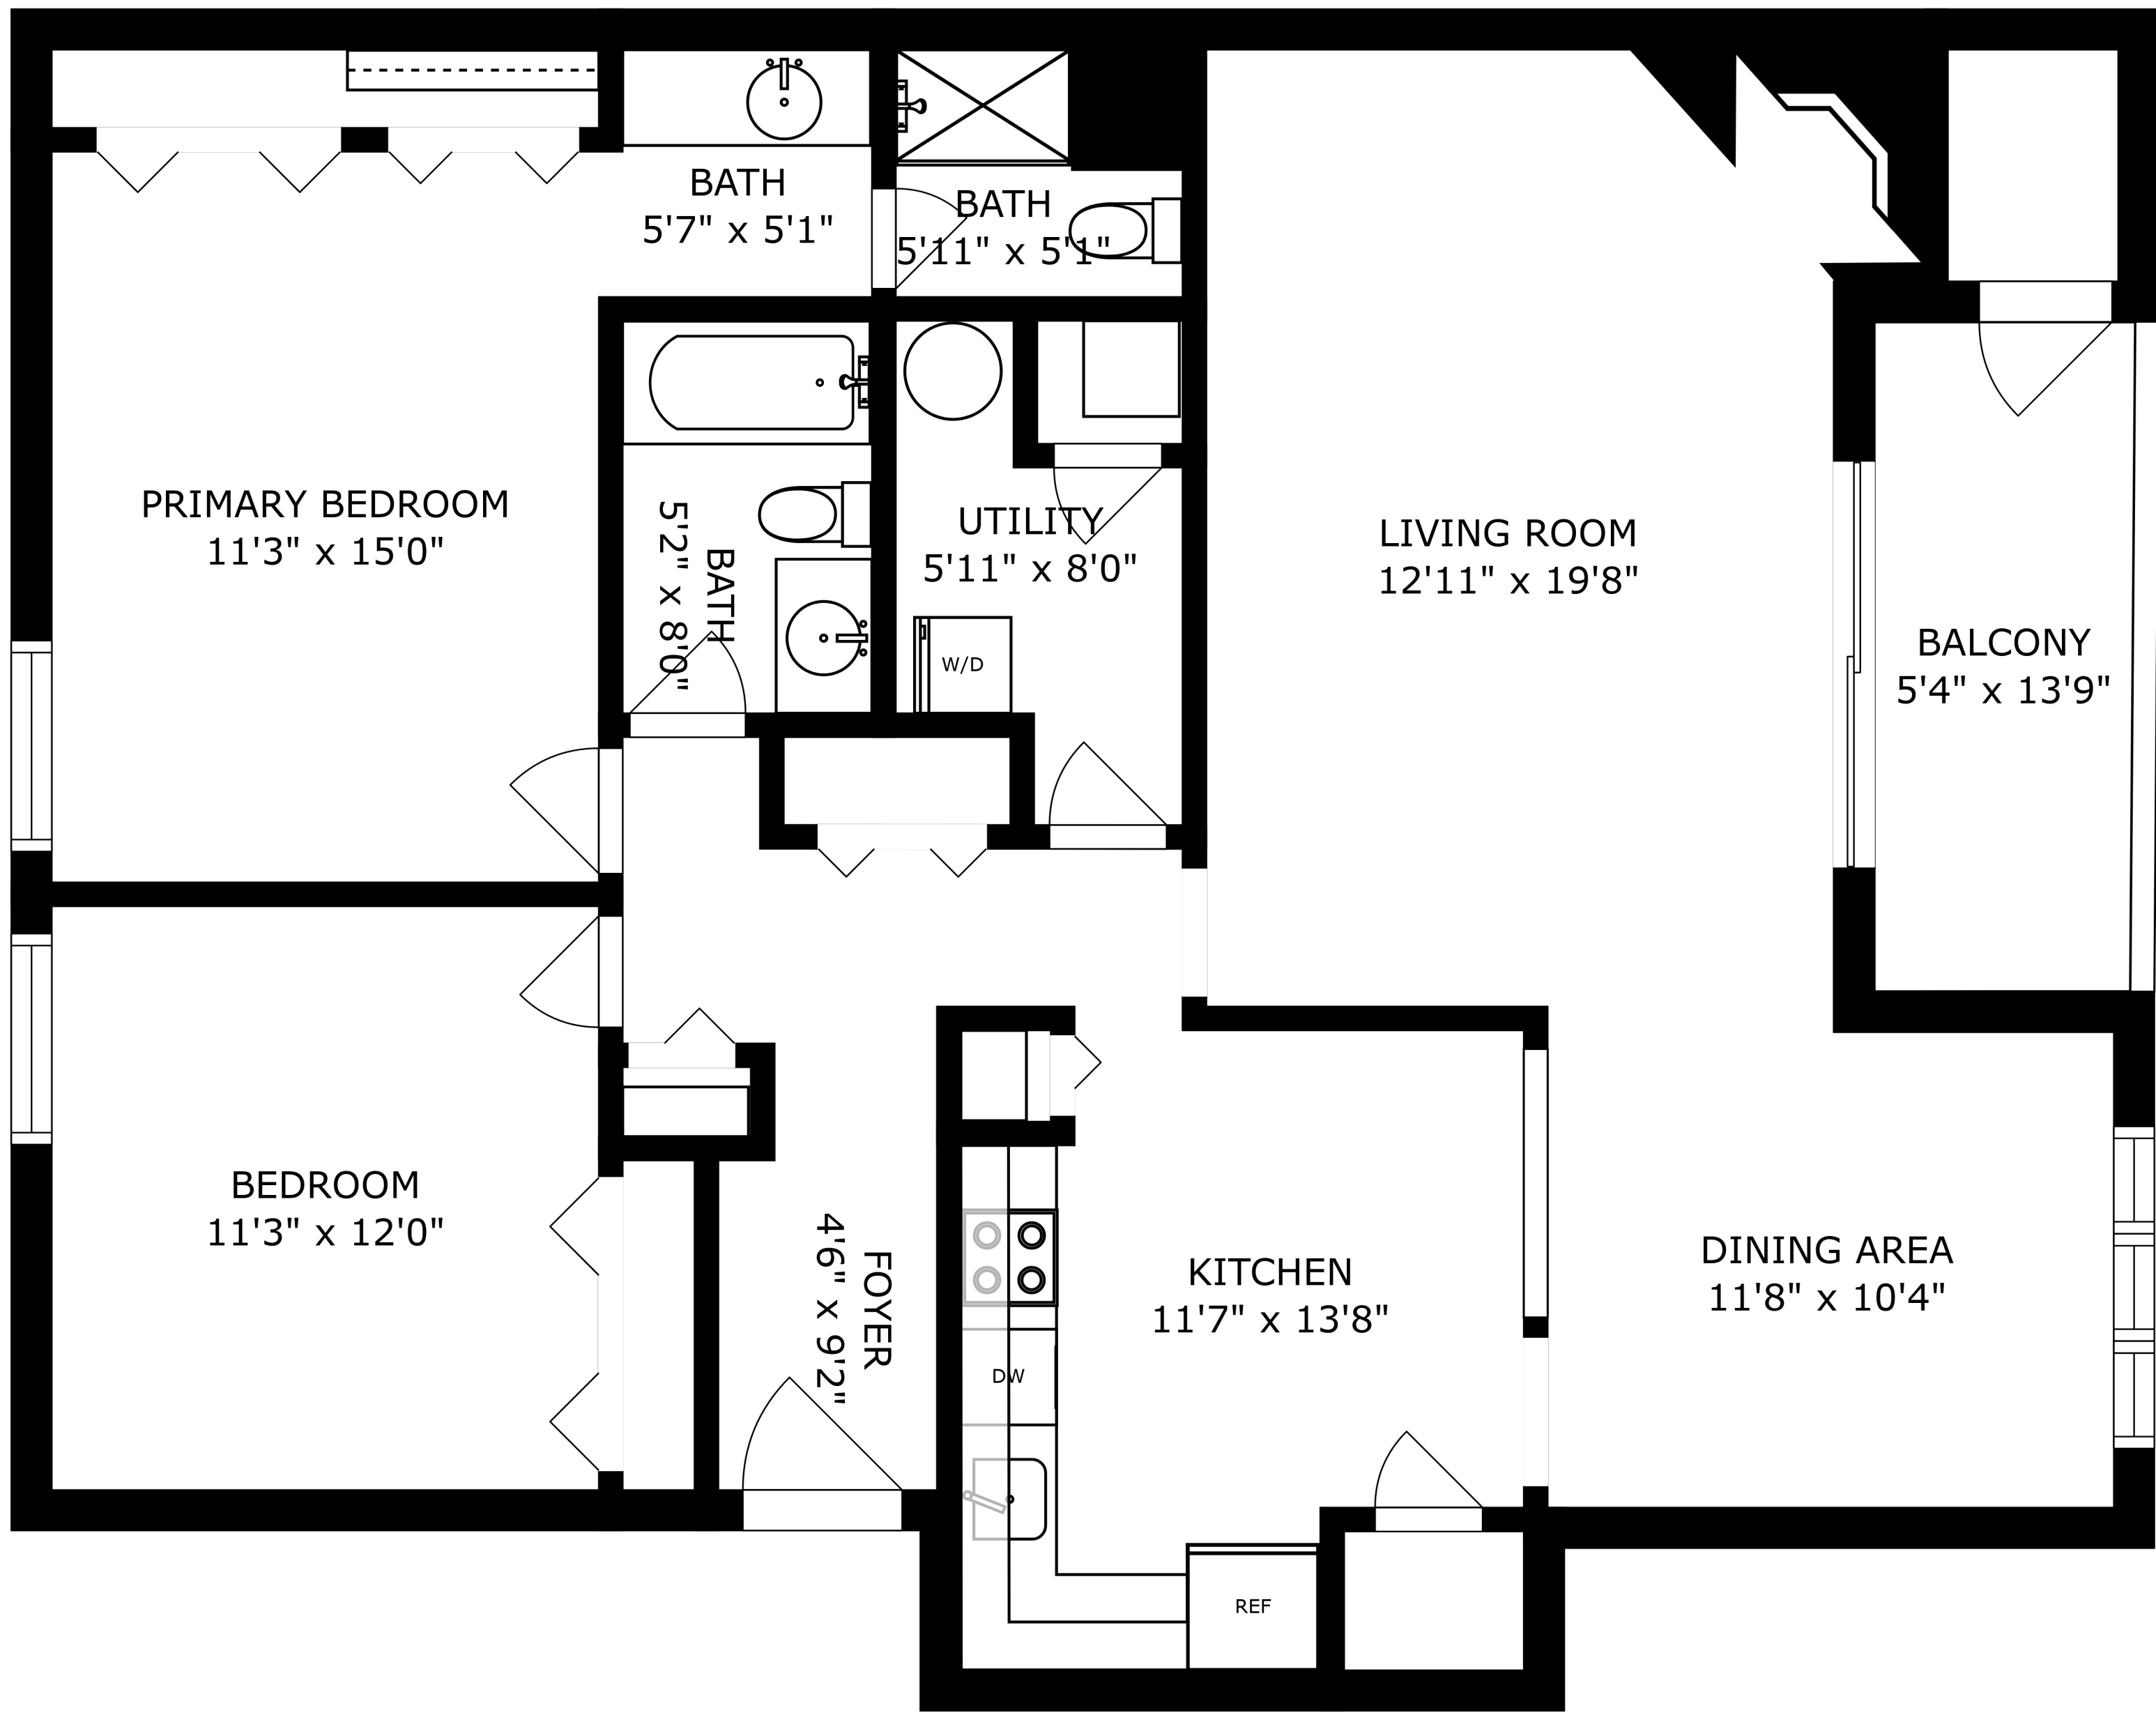 BATH
5'7" x 5'1"
BATH
5'11" x 5'1"
PRIMARY BEDROOM
11'3" x 15'0"
BATH
5'2" x 8'0"
UTILITY
5'11" x 8'0"
W/D
LIVING ROOM
12'11" x 19'8"
BALCONY
5'4" x 13'9"
BEDROOM
11'3" x 12'0"
FOYER
4'6" x 9'2"
KITCHEN
11'7" x 13'8"
DW
REF
DINING AREA
11'8" x 10'4"